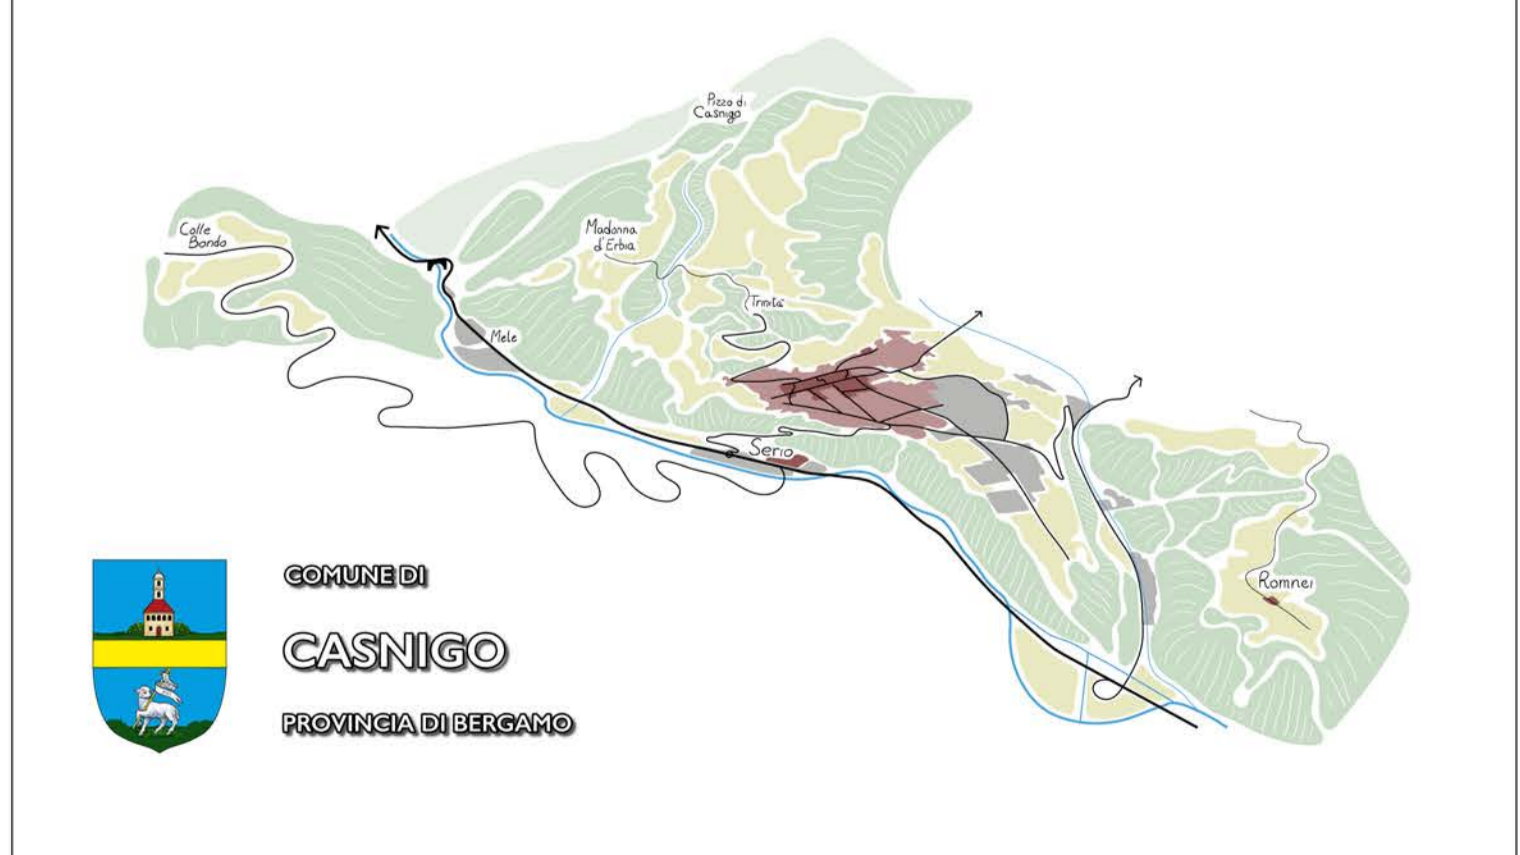 Pizzo di
Casnigo
Colle
Bondo
Madonna
d'Erbia
Trinità
Mele
Serio
Romnei
COMUNE DI
CASNIGO
PROVINCIA DI BERGAMO